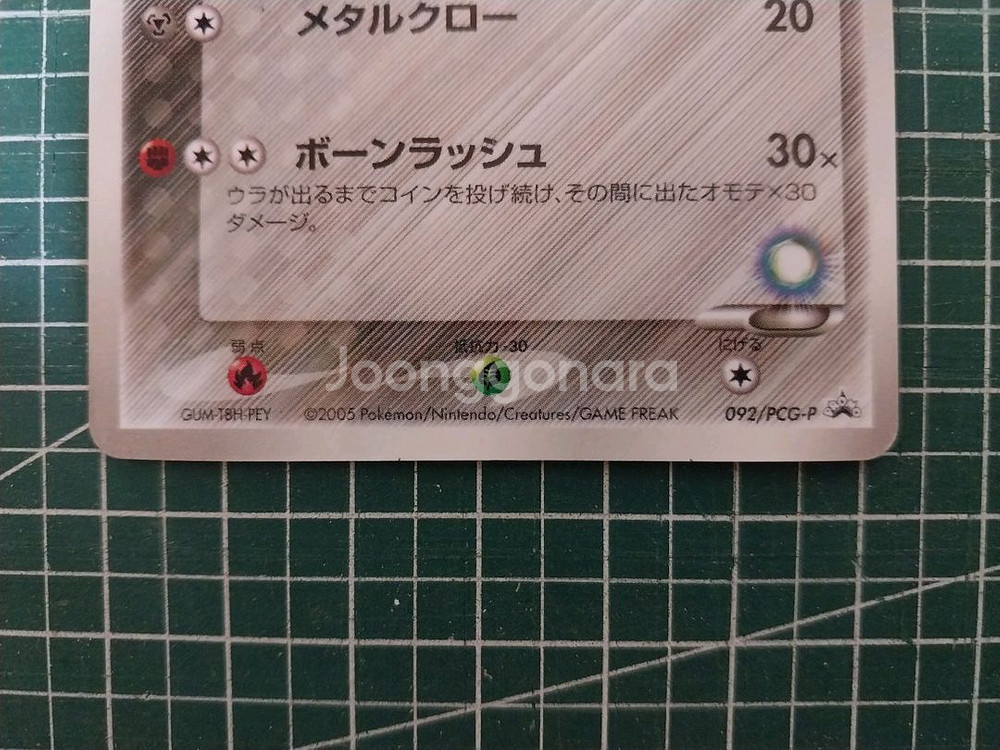 メタルクロー 20
ボーンラッシュ 30×
ウラが出るまでコインを投げ続け、その間に出たオモテ×30
ダメージ。
弱点 抵抗力-30 にげる
Joonggonara
GUM-T8H-PEY ©2005 Pokémon/Nintendo/Creatures/GAME FREAK 092/PCG-P